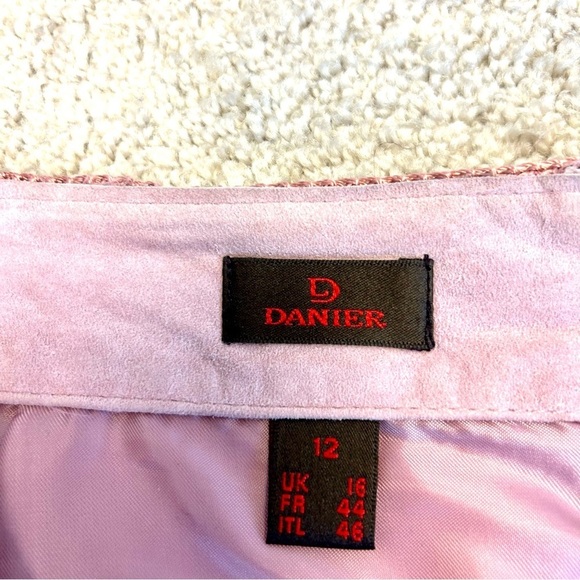 D
DANIER
12
UK 16
FR 44
ITL 46